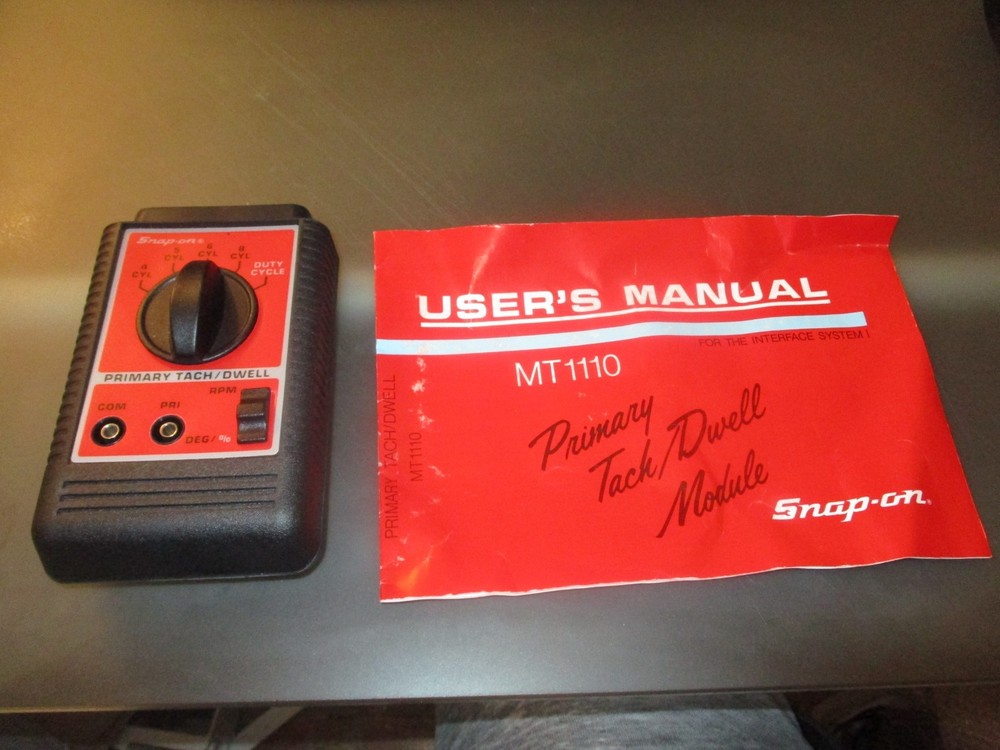 Snap-on®
4 CYL
5 CYL
6 CYL
8 CYL
DUTY CYCLE
PRIMARY TACH/DWELL
RPM
COM
PRI
DEG/%
USER'S MANUAL
FOR THE INTERFACE SYSTEM I
MT1110
Primary
Tach/Dwell
Module
Snap-on®
PRIMARY TACH/DWELL
MT1110